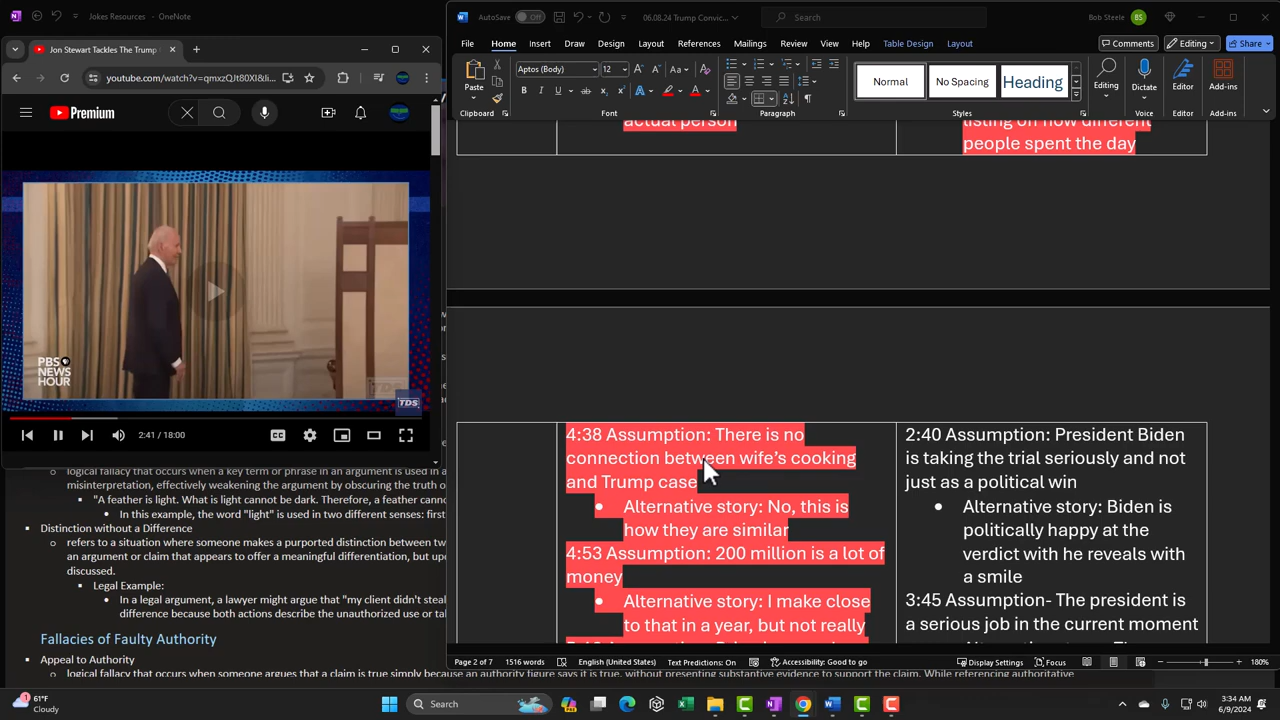 Jokes Resources - OneNote
Jon Stewart Tackles The Trump
youtube.com/watch?v=qmxzQJt80XI&li...
Premium
PBS
NEWS
HOUR
TDS
TDS
2:41 / 18:00
AutoSave
Off
06.08.24 Trump Convic...
Search
Bob Steele
BS
File
Home
Insert
Draw
Design
Layout
References
Mailings
Review
View
Help
Table Design
Layout
Comments
Editing
Share
Paste
Clipboard
Aptos (Body)
12
Font
Paragraph
Normal
No Spacing
Heading
Styles
Editing
Dictate
Voice
Editor
Editor
Add-ins
Add-ins
actual person
listing on how different
people spent the day
4:38 Assumption: There is no
connection between wife's cooking
and Trump case
Alternative story: No, this is
how they are similar
4:53 Assumption: 200 million is a lot of
money
Alternative story: I make close
to that in a year, but not really
2:40 Assumption: President Biden
is taking the trial seriously and not
just as a political win
Alternative story: Biden is
politically happy at the
verdict with he reveals with
a smile
3:45 Assumption- The president is
a serious job in the current moment
logical fallacy that occurs when a key term or phrase in an argument is
misinterpretation, effectively weakening the argument by obscuring the truth or
"A feather is light. What is light cannot be dark. Therefore, a feather cannot
In this example, the word "light" is used in two different senses: first
Distinction without a Difference
refers to a situation where someone makes a purported distinction between tw
an argument or claim that appears to offer a meaningful differentiation, but up
discussed.
Legal Example:
In a legal argument, a lawyer might argue that "my client didn't steal
difference because both actions describe the unauthorized use or tak
Fallacies of Faulty Authority
Appeal to Authority
logical fallacy that occurs when someone argues that a claim is true simply because an authority figure says it is true, without presenting substantive evidence to support the claim. While referencing authoritative
Page 2 of 7
1516 words
English (United States)
Text Predictions: On
Accessibility: Good to go
Display Settings
Focus
180%
61°F
Cloudy
Search
3:34 AM
6/9/2024